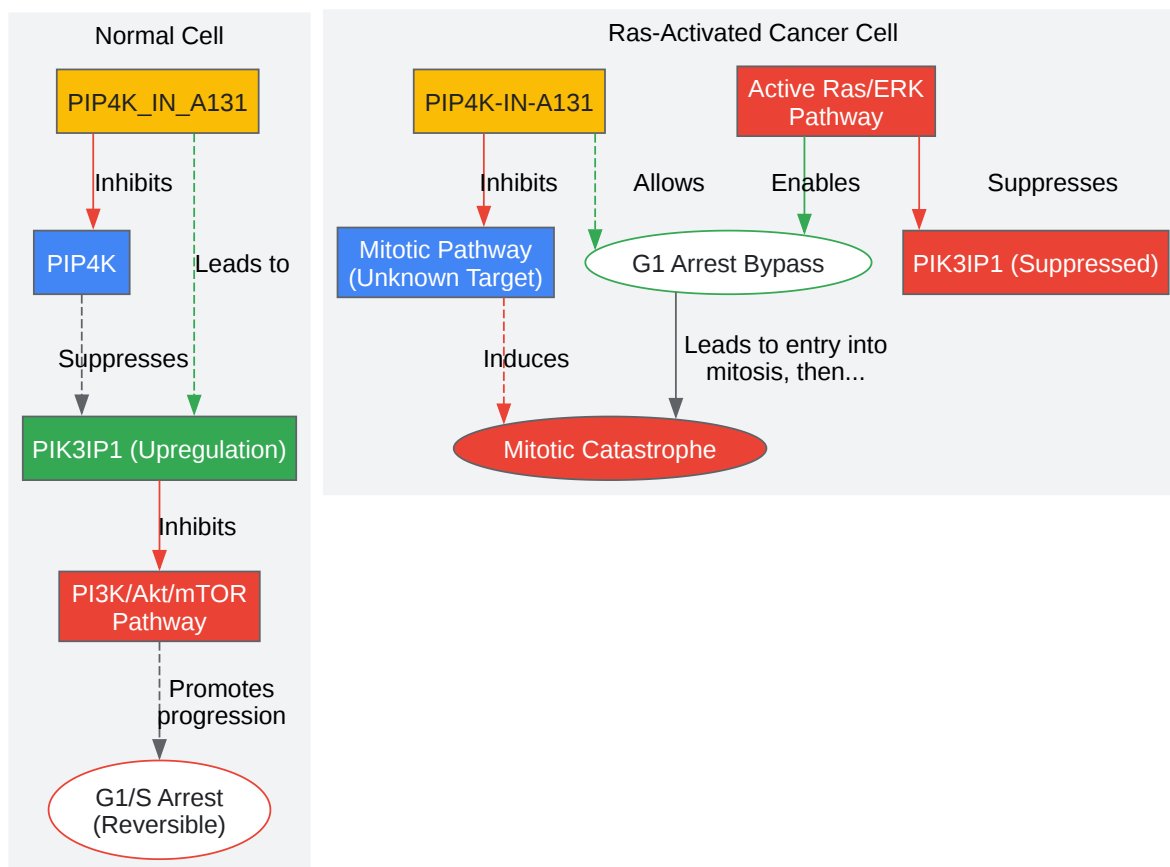 Normal Cell
PIP4K_IN_A131
Inhibits
PIP4K
Leads to
Suppresses
PIK3IP1 (Upregulation)
Inhibits
PI3K/Akt/mTOR
Pathway
Promotes
progression
G1/S Arrest
(Reversible)
Ras-Activated Cancer Cell
PIP4K-IN-A131
Active Ras/ERK
Pathway
Inhibits
Allows
Enables
Suppresses
Mitotic Pathway
(Unknown Target)
G1 Arrest Bypass
PIK3IP1 (Suppressed)
Induces
Leads to entry into
mitosis, then...
Mitotic Catastrophe